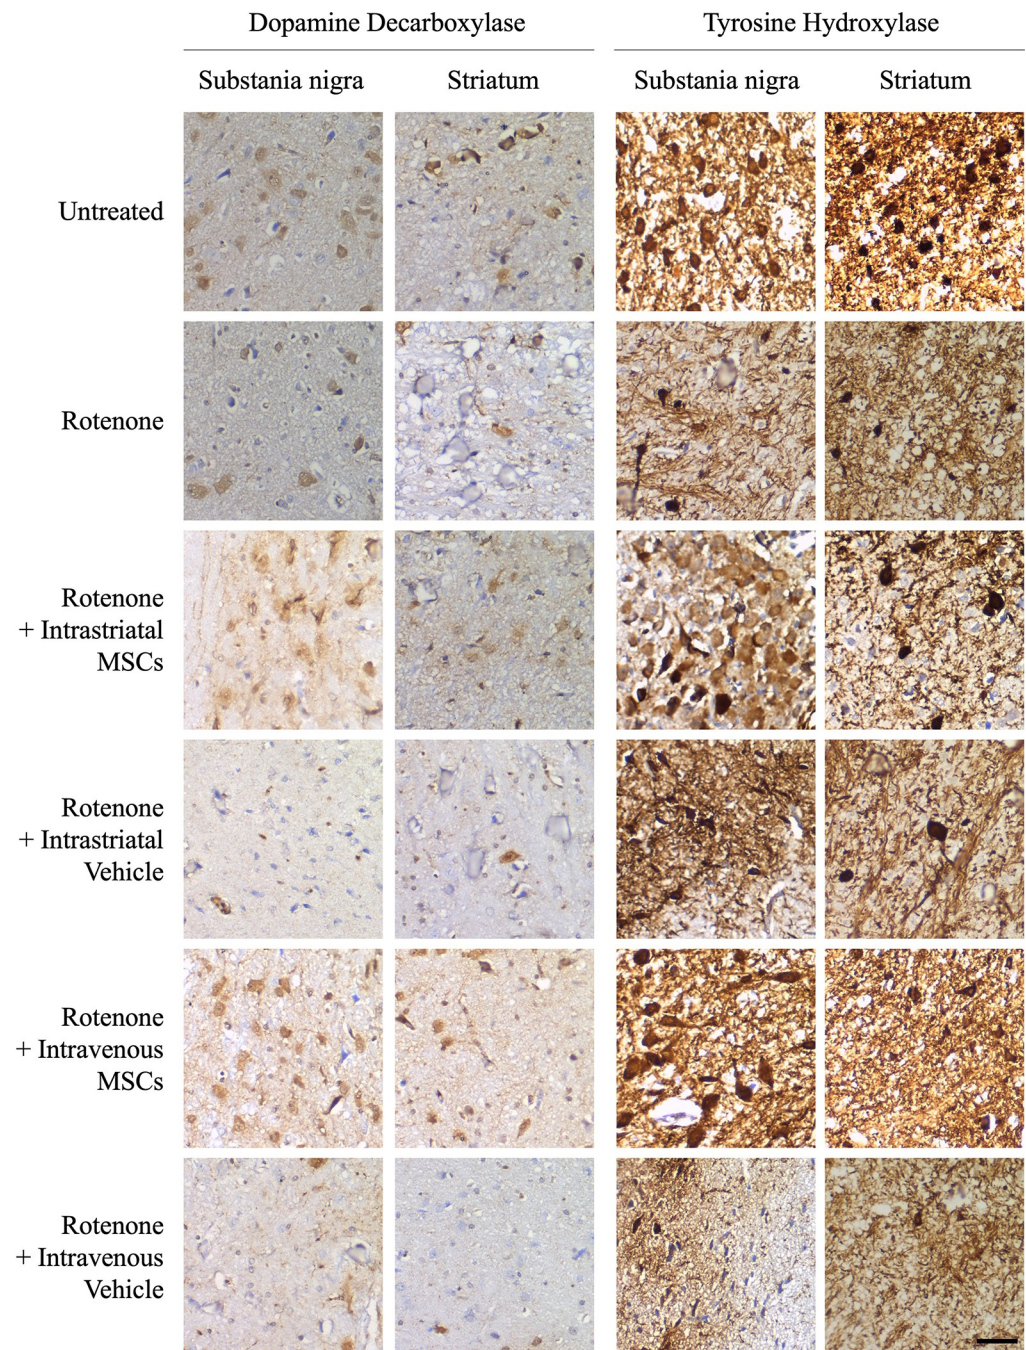 Dopamine Decarboxylase
Tyrosine Hydroxylase
Substania nigra
Striatum
Substania nigra
Striatum
Untreated
Rotenone
Rotenone
+ Intrastriatal
MSCs
Rotenone
+ Intrastriatal
Vehicle
Rotenone
+ Intravenous
MSCs
Rotenone
+ Intravenous
Vehicle